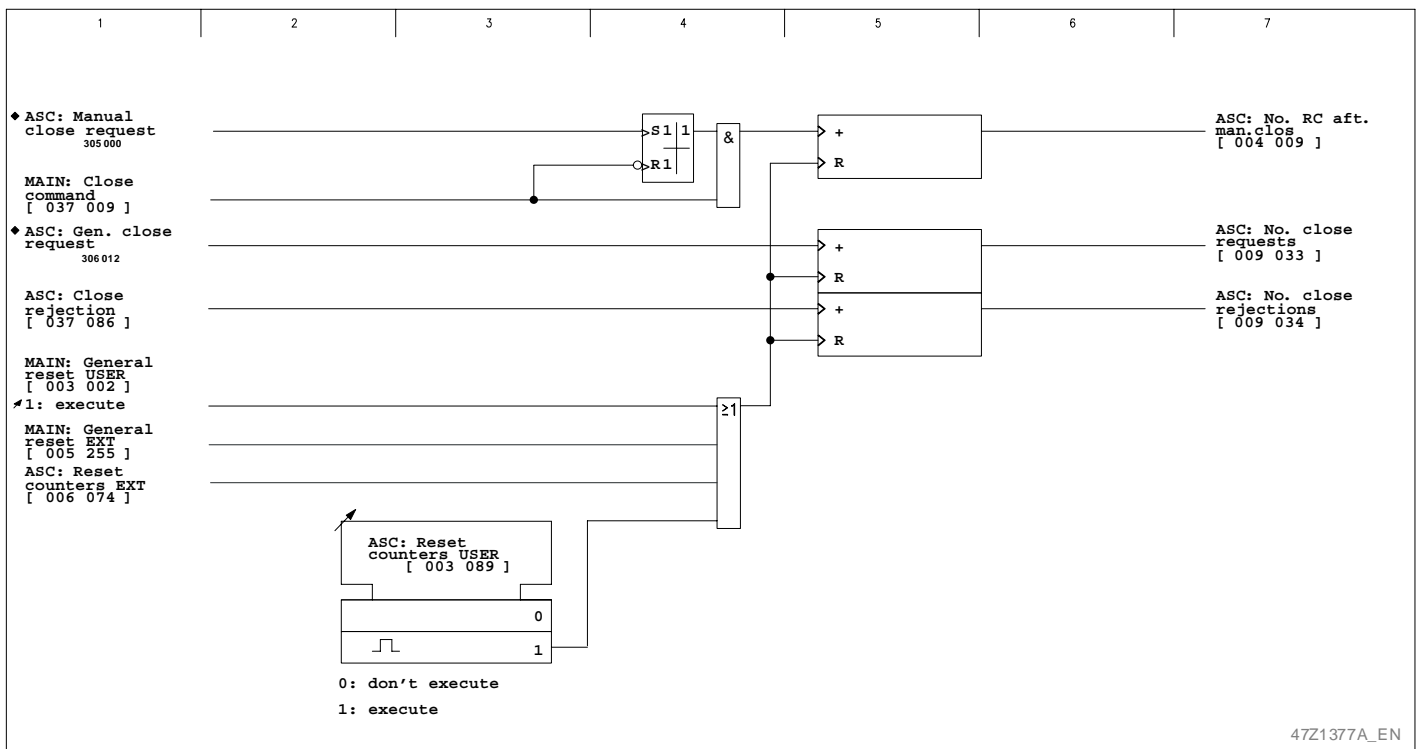 1 2 3 4 5 6 7
ASC: Manual
close request
305 000
MAIN: Close
command
[ 037 009 ]
ASC: Gen. close
request
306 012
ASC: Close
rejection
[ 037 086 ]
MAIN: General
reset USER
[ 003 002 ]
1: execute
MAIN: General
reset EXT
[ 005 255 ]
ASC: Reset
counters EXT
[ 006 074 ]
S1 1
R1
&
≥1
ASC: Reset
counters USER
[ 003 089 ]
0
1
0: don't execute
1: execute
+
R
+
R
+
R
ASC: No. RC aft.
man.clos
[ 004 009 ]
ASC: No. close
requests
[ 009 033 ]
ASC: No. close
rejections
[ 009 034 ]
47Z1377A_EN